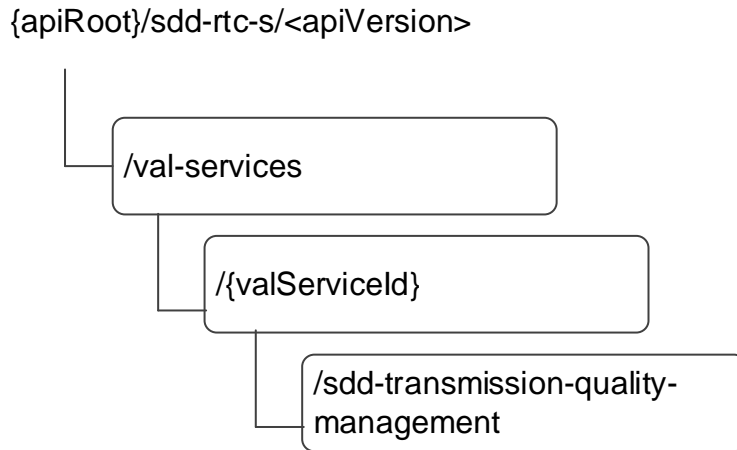 {apiRoot}/sdd-rtc-s/<apiVersion>
/val-services
/{valServiceId}
/sdd-transmission-quality-
management